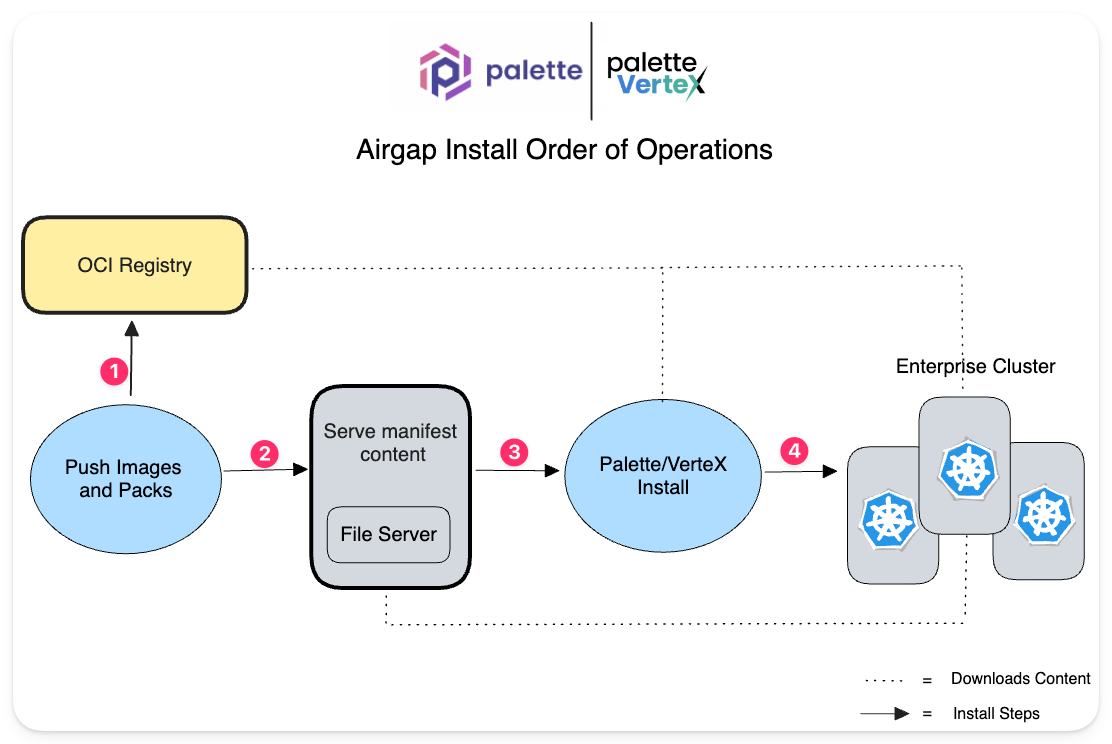 palette
palette
VerteX
Airgap Install Order of Operations
OCI Registry
1
Enterprise Cluster
Push Images
and Packs
2
Serve manifest
content
File Server
3
Palette/VerteX
Install
4
..... = Downloads Content
= Install Steps